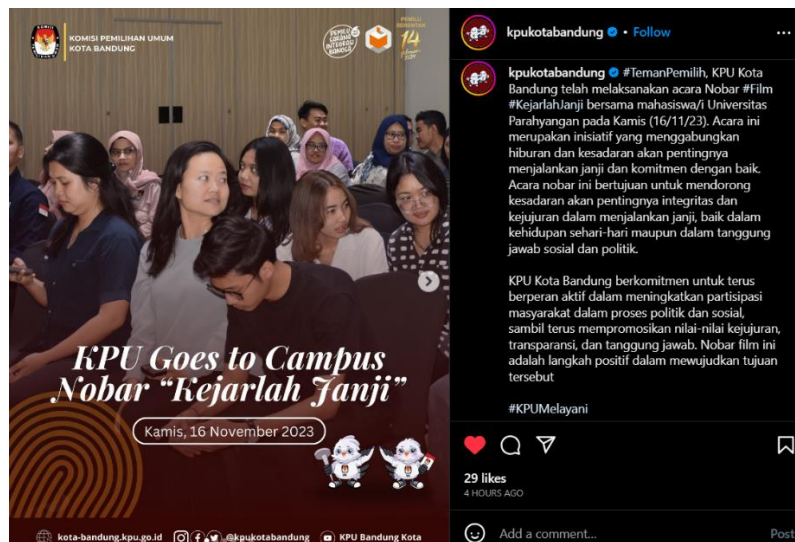 KOMISI PEMILIHAN UMUM
KOTA BANDUNG
PEMILU
SARANA
INTEGRASI
BANGSA
PEMILU
SERENTAK
14
KPU Goes to Campus
Nobar “Kejarlah Janji”
Kamis, 16 November 2023
kota-bandung.kpu.go.id @kpukotabandung KPU Bandung Kota
kpukotabandung • Follow
kpukotabandung #TemanPemilih, KPU Kota
Bandung telah melaksanakan acara Nobar #Film
#KejarlahJanji bersama mahasiswa/i Universitas
Parahyangan pada Kamis (16/11/23). Acara ini
merupakan inisiatif yang menggabungkan
hiburan dan kesadaran akan pentingnya
menjalankan janji dan komitmen dengan baik.
Acara nobar ini bertujuan untuk mendorong
kesadaran akan pentingnya integritas dan
kejujuran dalam menjalankan janji, baik dalam
kehidupan sehari-hari maupun dalam tanggung
jawab sosial dan politik.
KPU Kota Bandung berkomitmen untuk terus
berperan aktif dalam meningkatkan partisipasi
masyarakat dalam proses politik dan sosial,
sambil terus mempromosikan nilai-nilai kejujuran,
transparansi, dan tanggung jawab. Nobar film ini
adalah langkah positif dalam mewujudkan tujuan
tersebut
#KPUMelayani
29 likes
4 HOURS AGO
Add a comment... Post